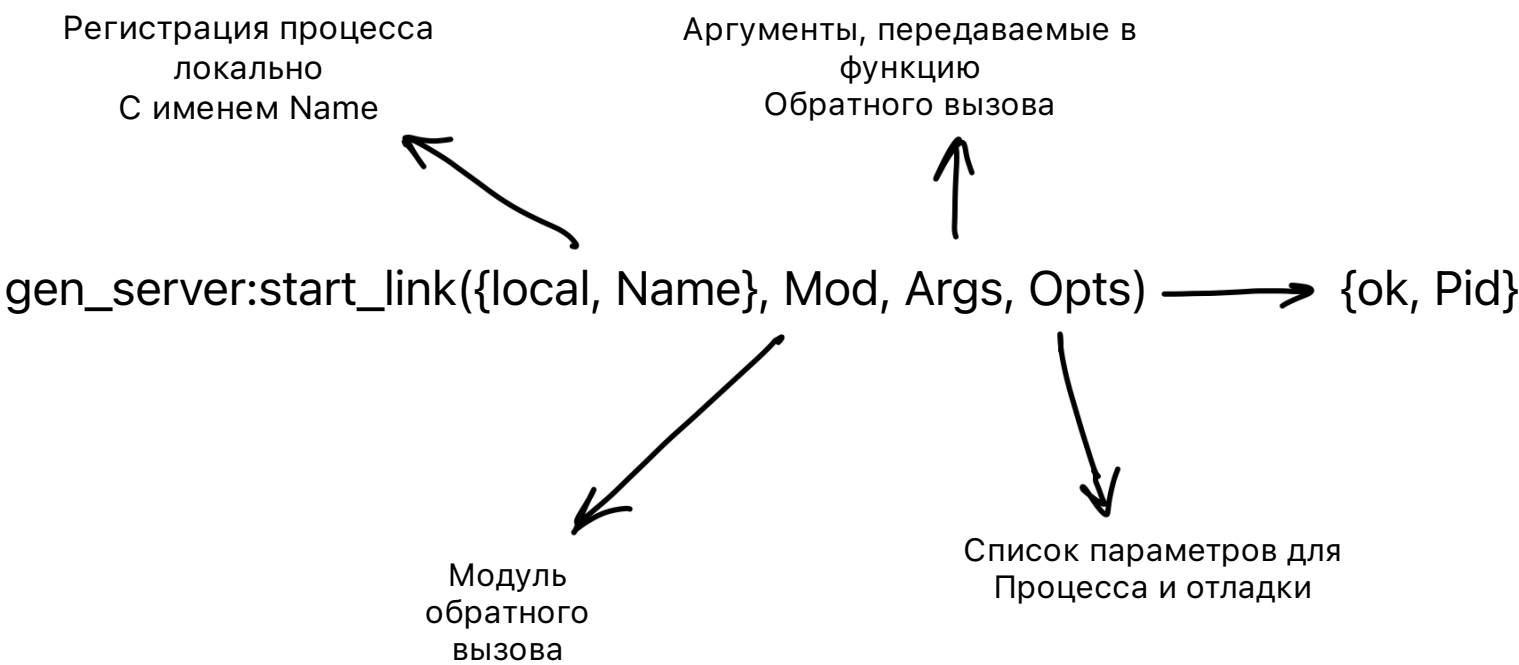 Регистрация процесса
локально
С именем Name
Аргументы, передаваемые в
функцию
Обратного вызова
gen_server:start_link({local, Name}, Mod, Args, Opts) {ok, Pid}
Модуль
обратного
вызова
Список параметров для
Процесса и отладки